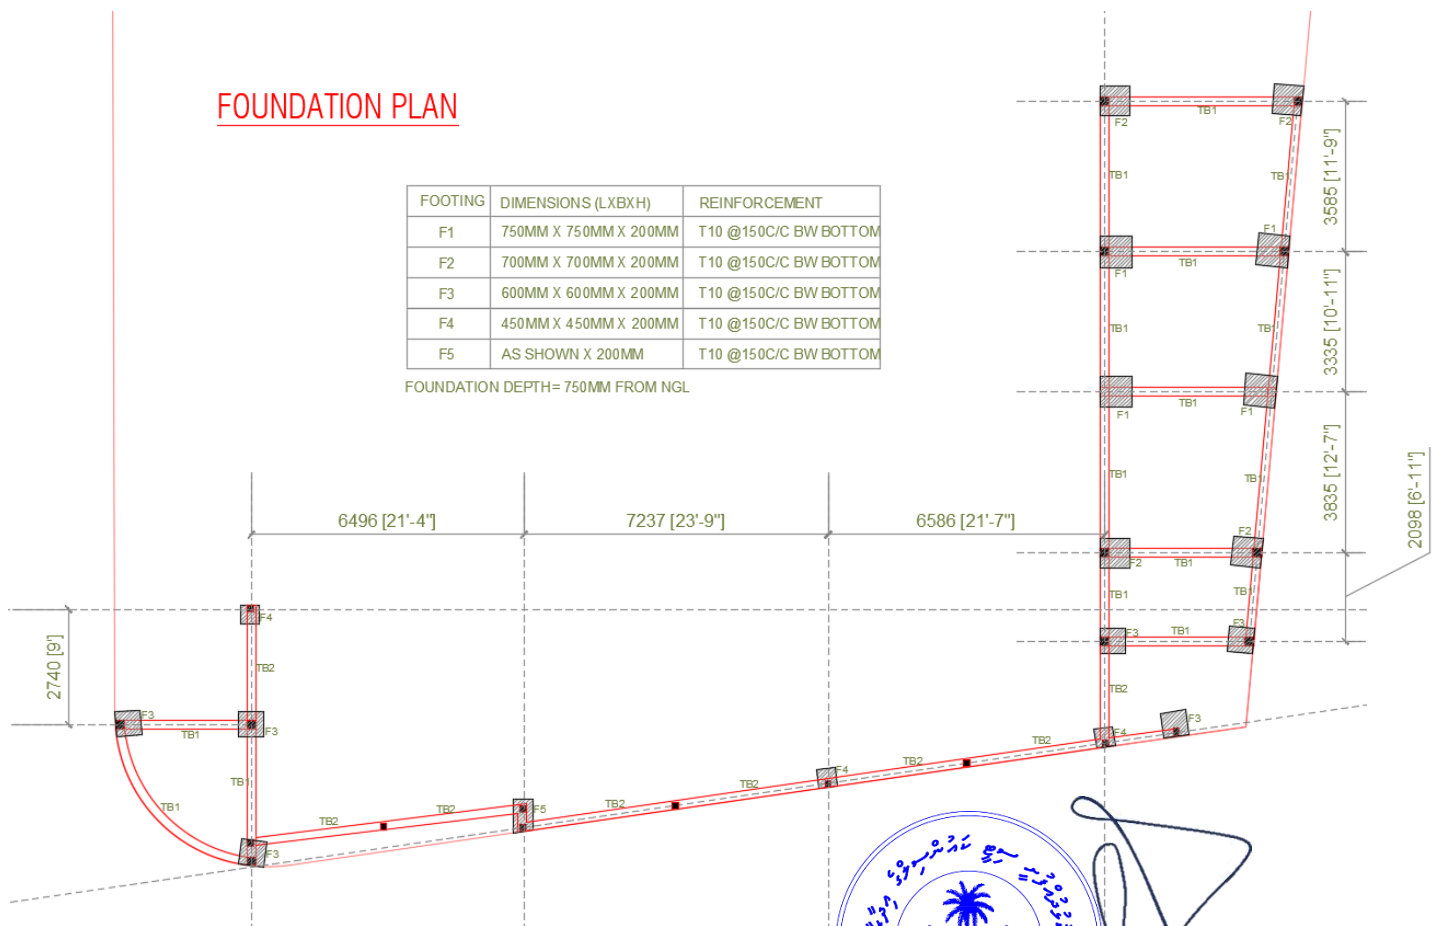 FOUNDATION PLAN
FOOTING DIMENSIONS (LXBXH) REINFORCEMENT
F1 750MM X 750MM X 200MM T10 @150C/C BW BOTTOM
F2 700MM X 700MM X 200MM T10 @150C/C BW BOTTOM
F3 600MM X 600MM X 200MM T10 @150C/C BW BOTTOM
F4 450MM X 450MM X 200MM T10 @150C/C BW BOTTOM
F5 AS SHOWN X 200MM T10 @150C/C BW BOTTOM
FOUNDATION DEPTH= 750MM FROM NGL
F2 TB1 F2
TB1 TB1
3585 [11'-9"]
F1
F1 TB1
TB1 TB1
3335 [10'-11"]
F1 TB1 F1
TB1 TB1
3835 [12'-7"]
2098 [6'-11"]
6496 [21'-4"] 7237 [23'-9"] 6586 [21'-7"]
F2
F2 TB1
TB1 TB1
F4
F3 TB1 F3
2740 [9']
TB2 TB2
F3 F3
TB1
F3
F4
TB2
TB2
F4
TB1
TB2
TB1
TB2
TB2
F5
TB2
F3